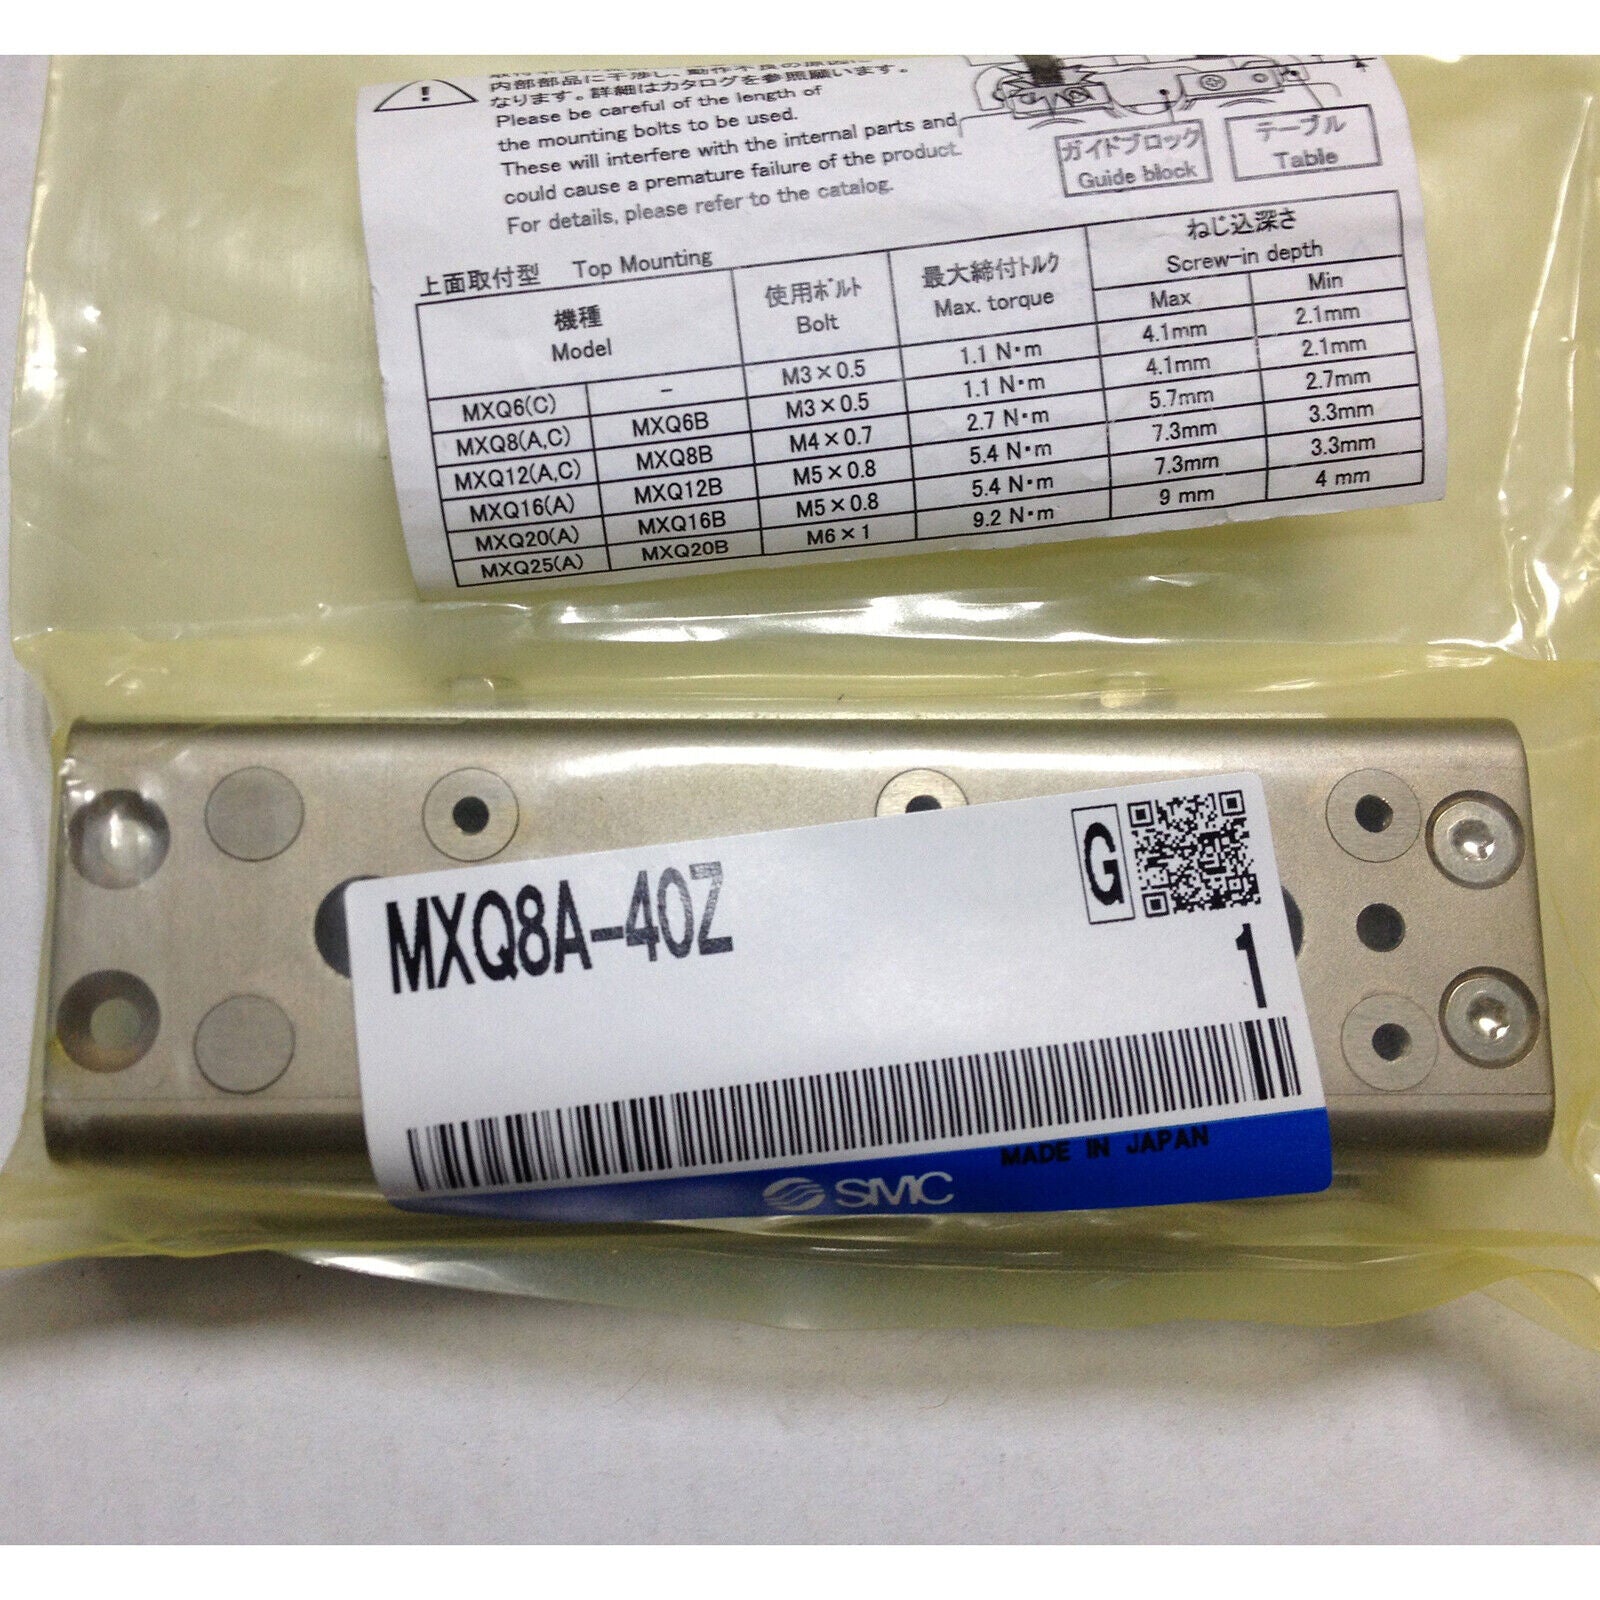 内部部品に干渉し、動作不良の原因に
なります。詳細はカタログを参照願います。
Please be careful of the length of
the mounting bolts to be used.
These will interfere with the internal parts and
could cause a premature failure of the product.
For details, please refer to the catalog.
!
ガイドブロック
Guide block
テーブル
Table
上面取付型 Top Mounting
機種 使用ボルト 最大締付トルク ねじ込深さ
Model Bolt Max. torque Screw-in depth
Max Min
MXQ6(C) - M3×0.5 1.1 N·m 4.1mm 2.1mm
MXQ8(A,C) MXQ6B M3×0.5 1.1 N·m 4.1mm 2.1mm
MXQ12(A,C) MXQ8B M4×0.7 2.7 N·m 5.7mm 2.7mm
MXQ16(A) MXQ12B M5×0.8 5.4 N·m 7.3mm 3.3mm
MXQ20(A) MXQ16B M5×0.8 5.4 N·m 7.3mm 3.3mm
MXQ25(A) MXQ20B M6×1 9.2 N·m 9 mm 4 mm
MXQ8A-40Z
G
1
MADE IN JAPAN
SMC